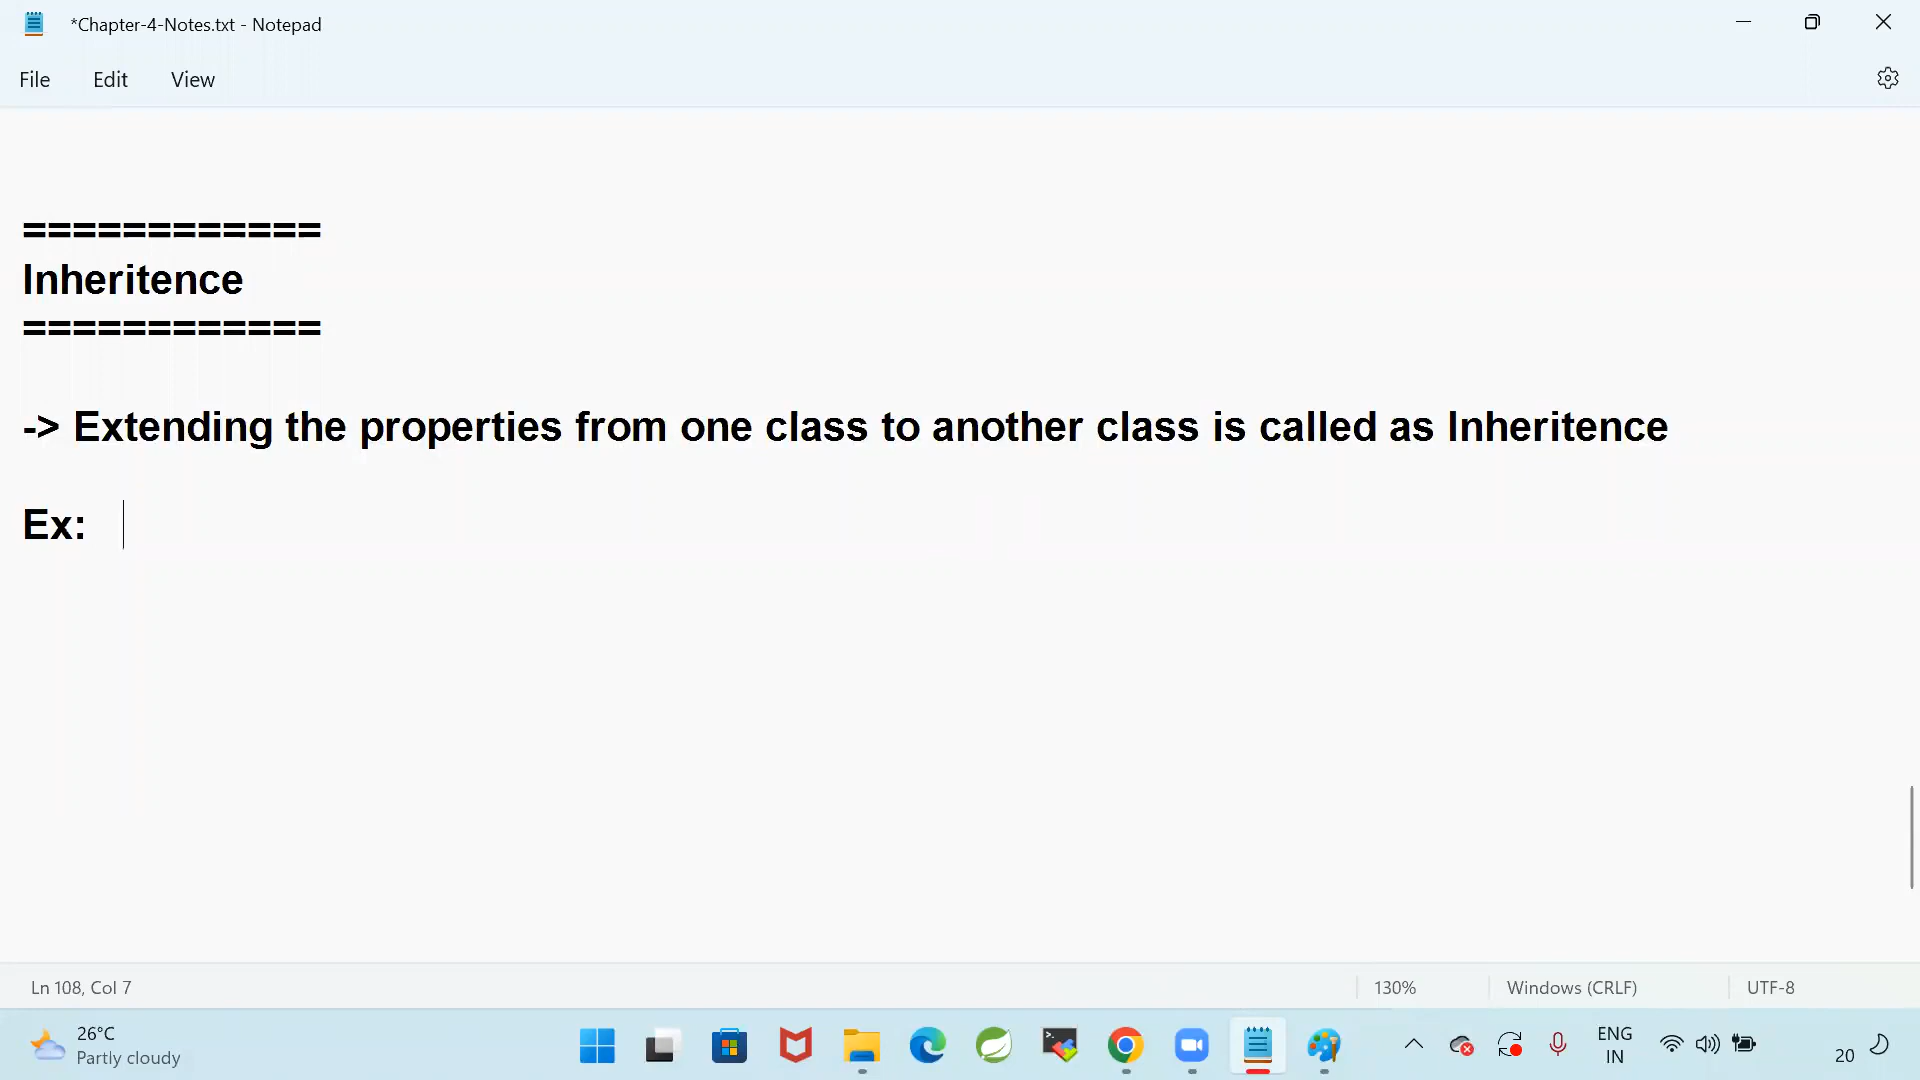 *Chapter-4-Notes.txt - Notepad
File Edit View
============
Inheritence
============
-> Extending the properties from one class to another class is called as Inheritence
Ex:
Ln 108, Col 7 130% Windows (CRLF) UTF-8
26°C
Partly cloudy
ENG
IN
20